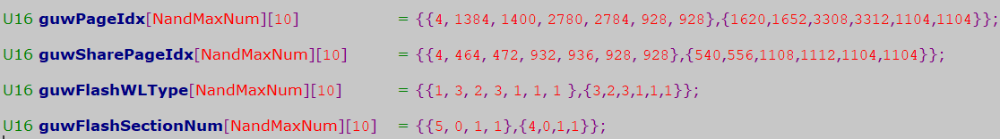 U16 guwPageIdx[NandMaxNum][10] = {{4, 1384, 1400, 2780, 2784, 928, 928},{1620,1652,3308,3312,1104,1104}};
U16 guwSharePageIdx[NandMaxNum][10] = {{4, 464, 472, 932, 936, 928, 928},{540,556,1108,1112,1104,1104}};
U16 guwFlashWLType[NandMaxNum][10] = {{1, 3, 2, 3, 1, 1, 1 },{3,2,3,1,1,1}};
U16 guwFlashSectionNum[NandMaxNum][10] = {{5, 0, 1, 1},{4,0,1,1}};